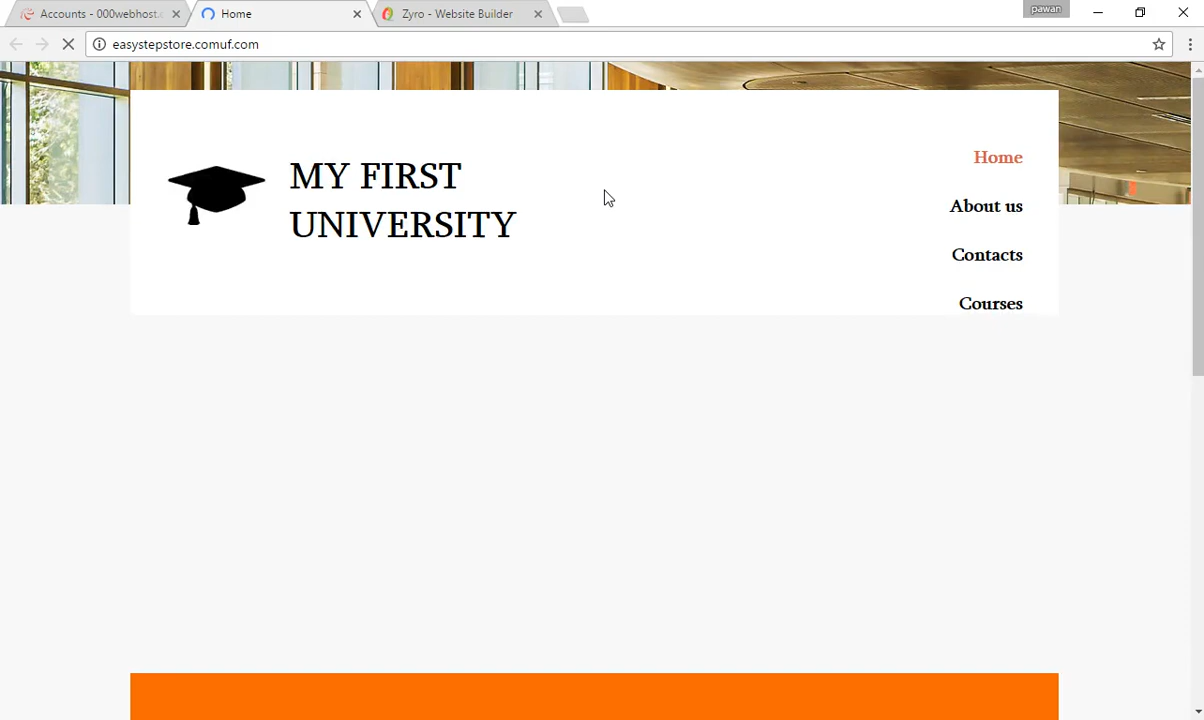 Accounts - 000webhost.c
Home
Zyro - Website Builder
pawan
easystepstore.comuf.com
MY FIRST
UNIVERSITY
Home
About us
Contacts
Courses